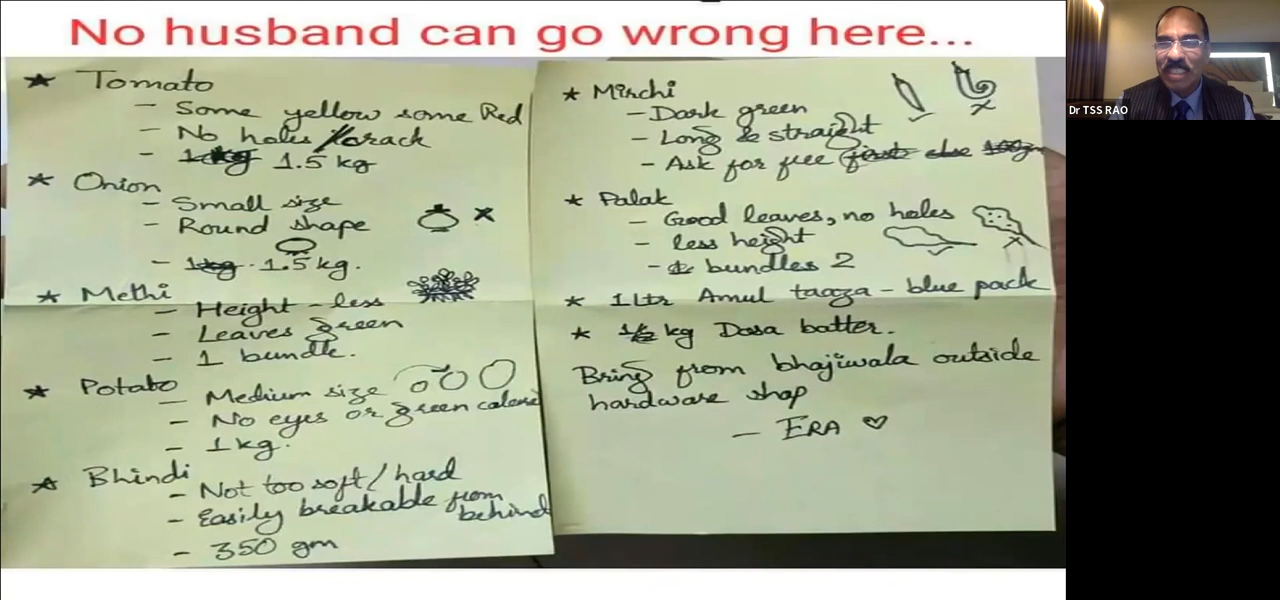 No husband can go wrong here...
★ Tomato
- Some yellow some Red
- No holes/crack
- 1.5 kg
★ Onion
- Small size
- Round shape
- 1kg 1.5 kg.
★ Methi
- Height - less
- Leaves green
- 1 bundle.
★ Potato
- Medium size
- No eyes or green colored
- 1 kg.
★ Bhindi
- Not too soft/hard
- Easily breakable from
behind
- 350 gm
★ Mirchi
- Dark green
- Long & straight
- Ask for free
★ Palak
- Good leaves, no holes
- less height
- bundles 2
★ 1 Ltr Amul taaza - blue pack
★ 1/2 kg Dosa batter.
Bring from bhajiwala outside
hardware shop
- ERA ♡
Dr TSS RAO